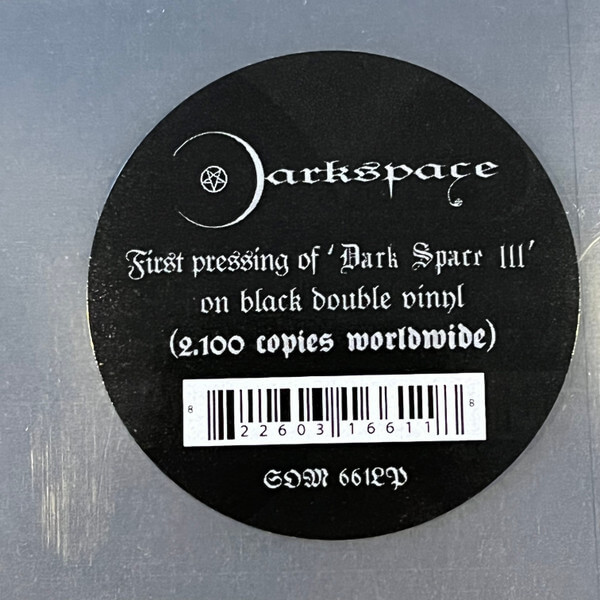 Darkspace
First pressing of 'Dark Space III'
on black double vinyl
(2.100 copies worldwide)
8 22603 16611 8
SOM 661LP